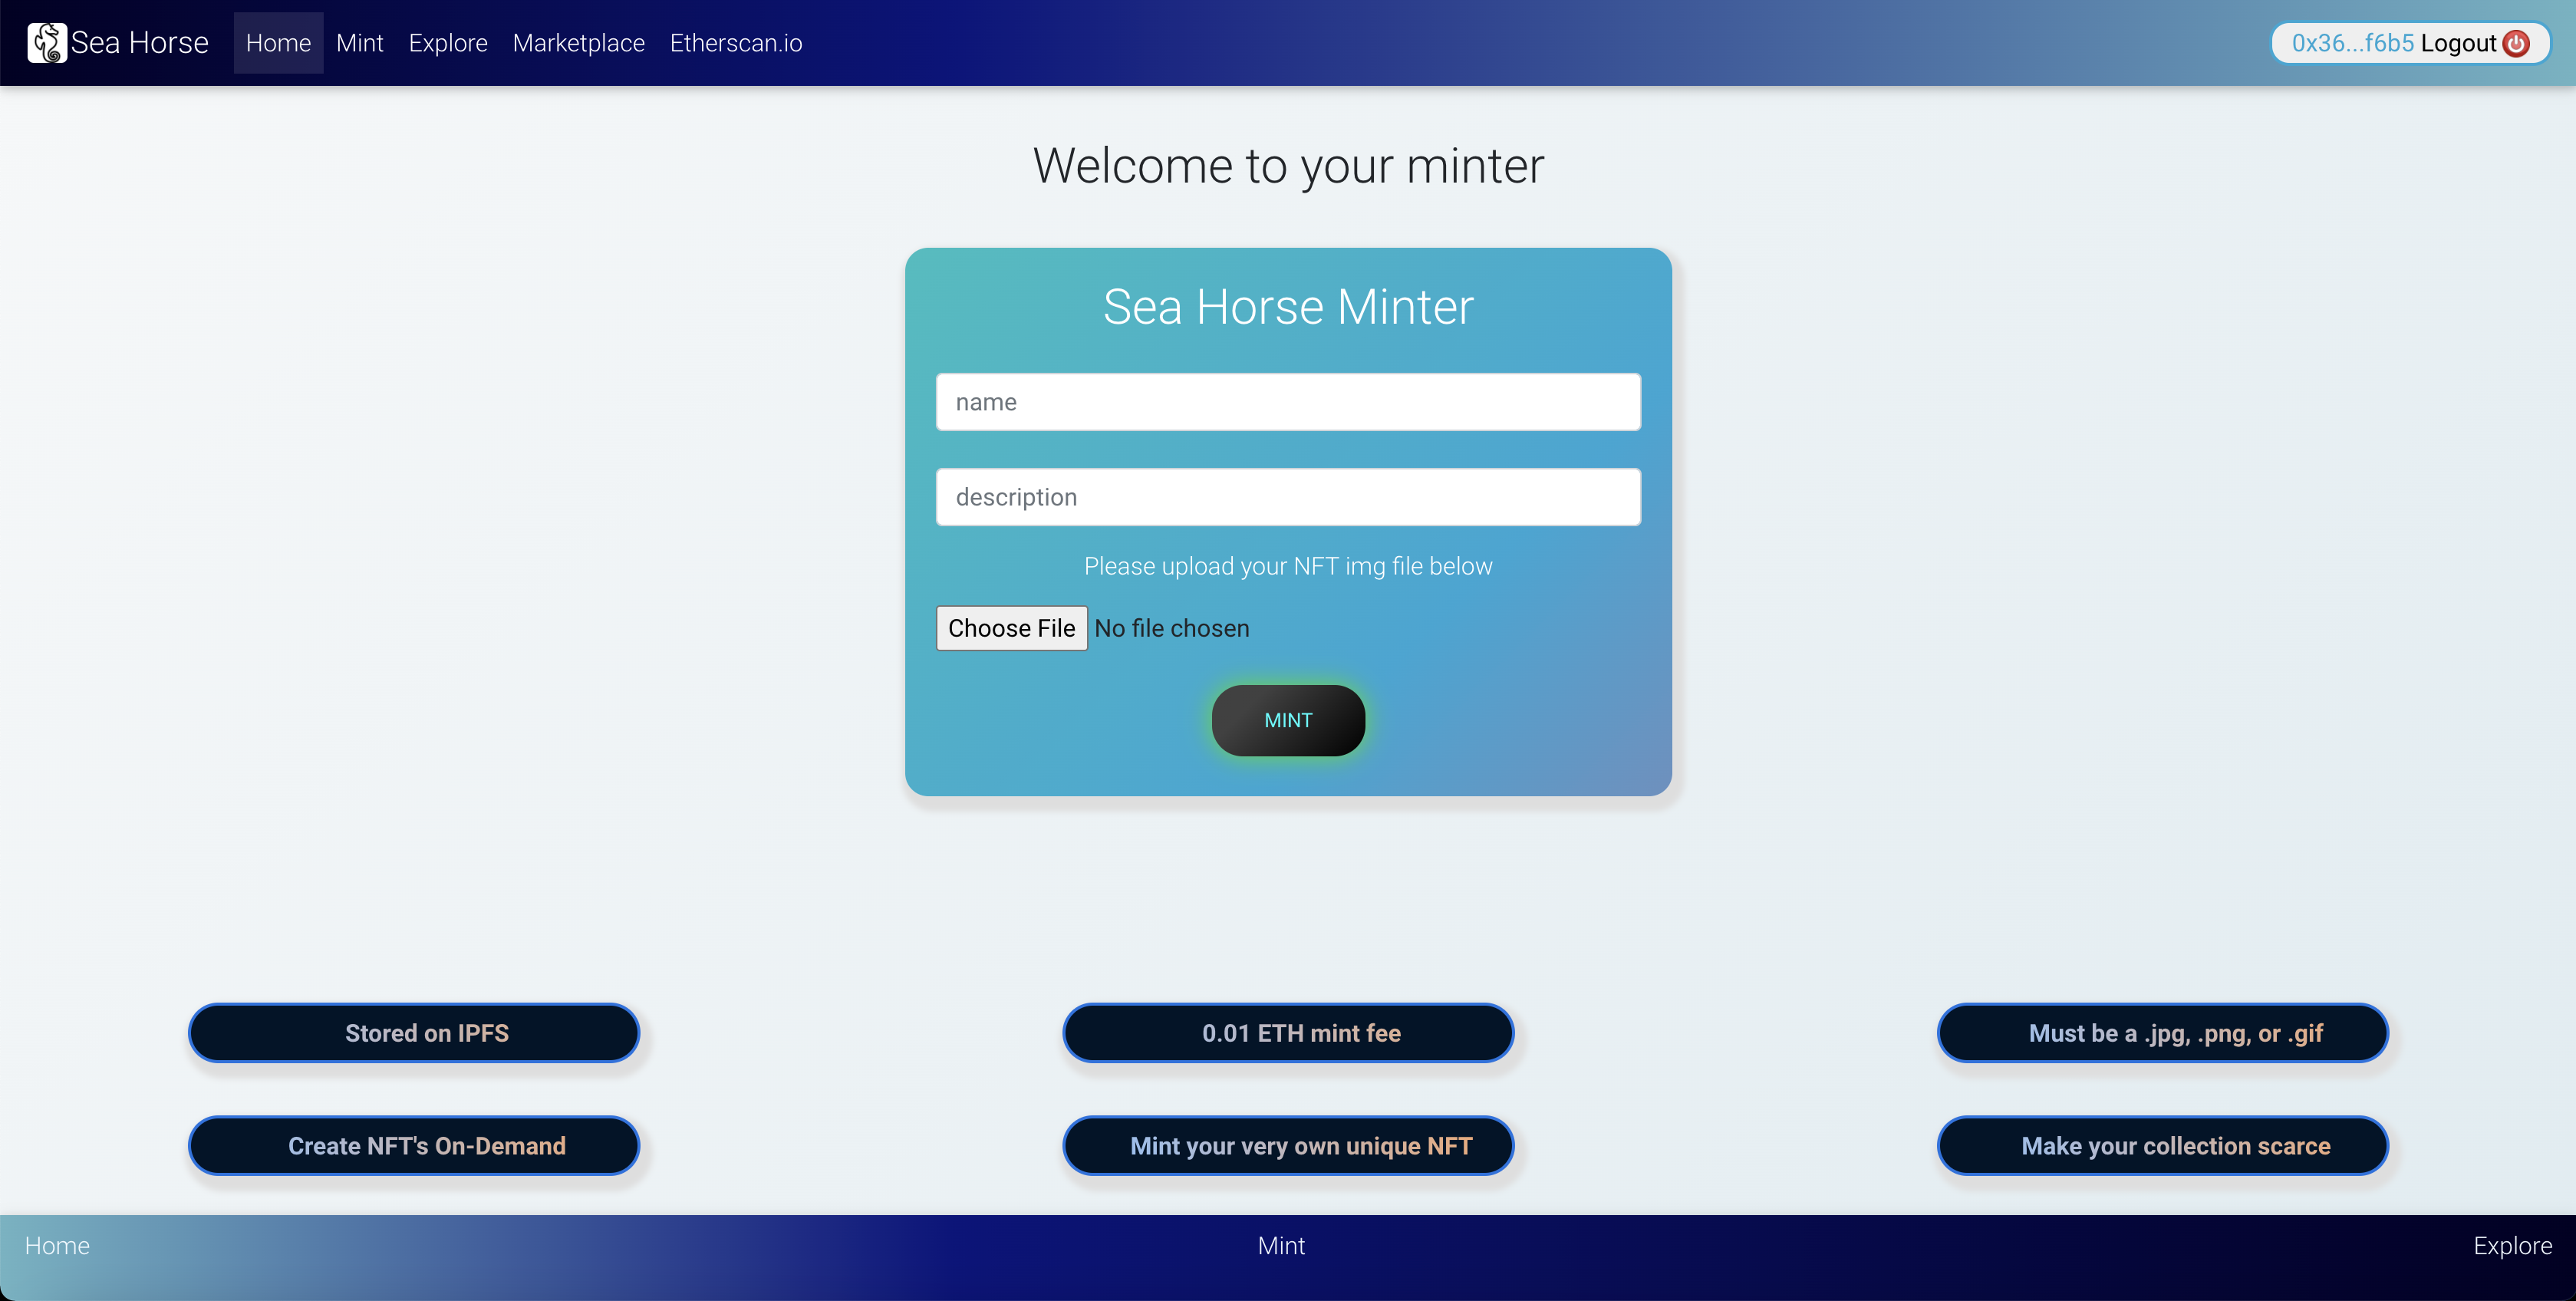 Sea Horse Home Mint Explore Marketplace Etherscan.io 0x36...f6b5 Logout
Welcome to your minter
Sea Horse Minter
name
description
Please upload your NFT img file below
Choose File No file chosen
MINT
Stored on IPFS 0.01 ETH mint fee Must be a .jpg, .png, or .gif
Create NFT's On-Demand Mint your very own unique NFT Make your collection scarce
Home Mint Explore